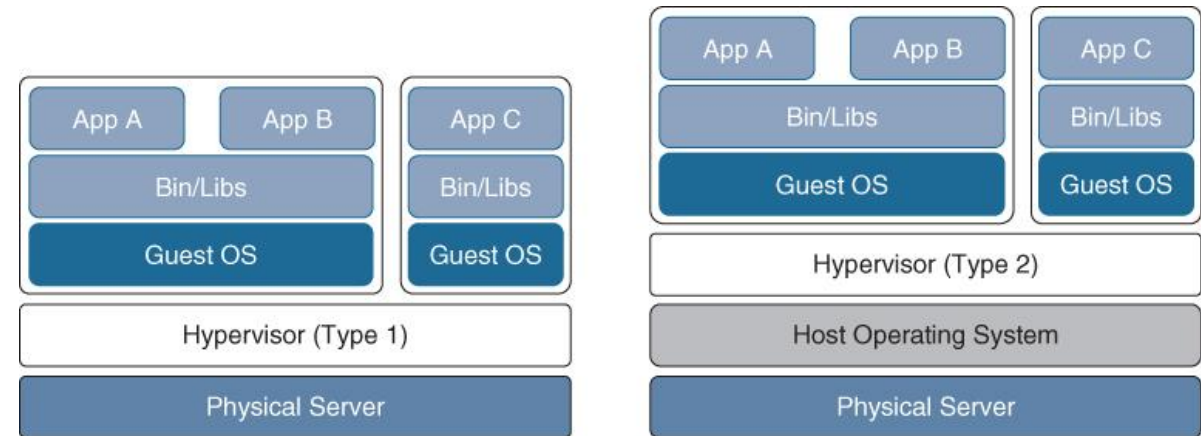 App A
App B
App C
Bin/Libs
Bin/Libs
Guest OS
Guest OS
Hypervisor (Type 1)
Physical Server
App A
App B
App C
Bin/Libs
Bin/Libs
Guest OS
Guest OS
Hypervisor (Type 2)
Host Operating System
Physical Server